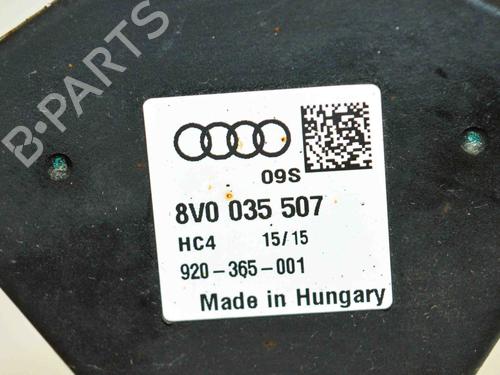 B-PARTS
09S
8V0 035 507
HC4 15/15
920-365-001
Made in Hungary